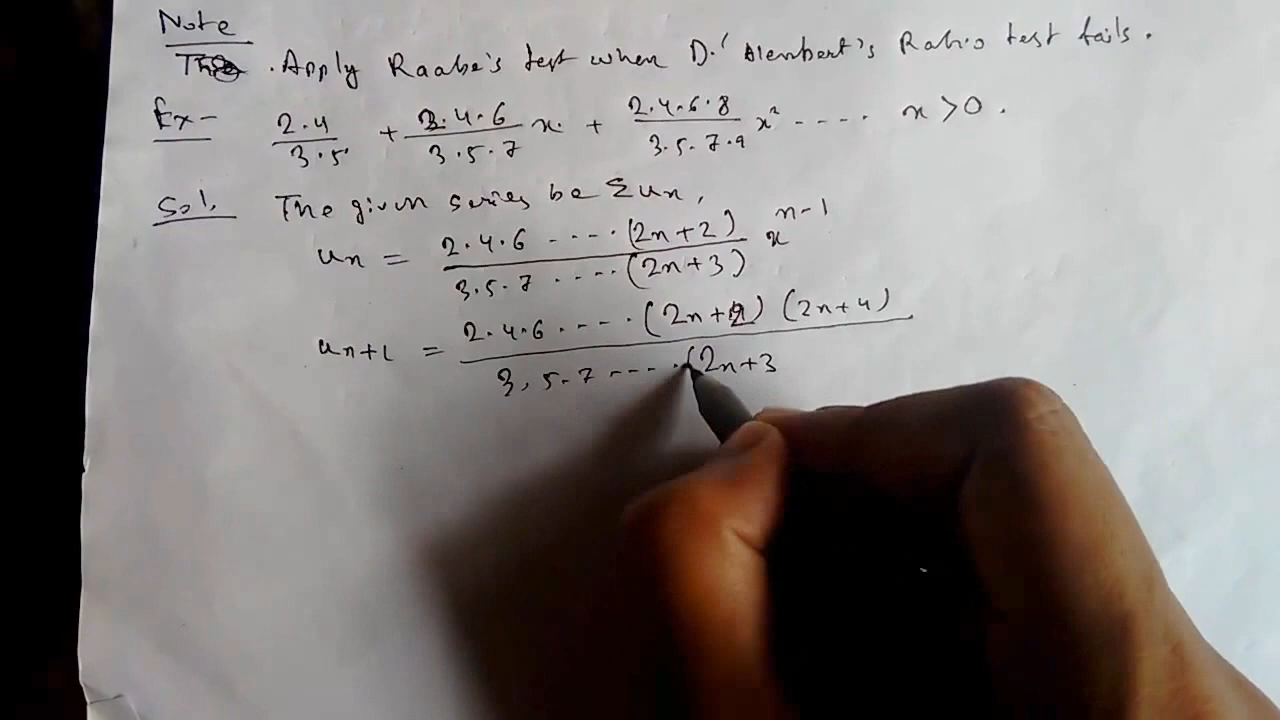 Note
. Apply Raabe's test when D.'Alembert's Ratio test fails.
Ex- 2.4/3.5 + 2.4.6/3.5.7 x. + 2.4.6.8/3.5.7.9 x² ..... x > 0.
Sol. The given series be Σun,
un = 2.4.6 ----.(2n+2)/3.5.7 ....(2n+3) x^n-1
un+1 = 2.4.6 ....(2n+2) (2n+4)/3,5.7 ....(2n+3